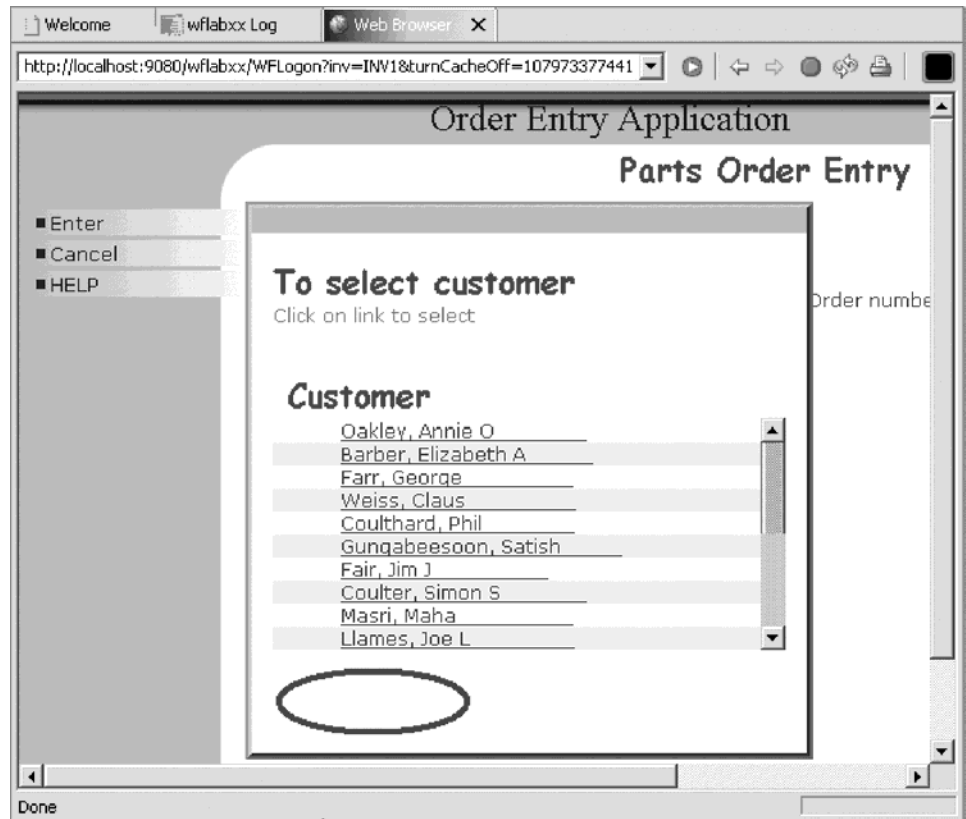 Welcome
wflabxx Log
Web Browser
http://localhost:9080/wflabxx/WFLogon?inv=INV1&turnCacheOff=107973377441
Order Entry Application
Parts Order Entry
Enter
Cancel
HELP
To select customer
Click on link to select
Order numbe
Customer
Oakley, Annie O
Barber, Elizabeth A
Farr, George
Weiss, Claus
Coulthard, Phil
Gungabeesoon, Satish
Fair, Jim J
Coulter, Simon S
Masri, Maha
Llames, Joe L
Done